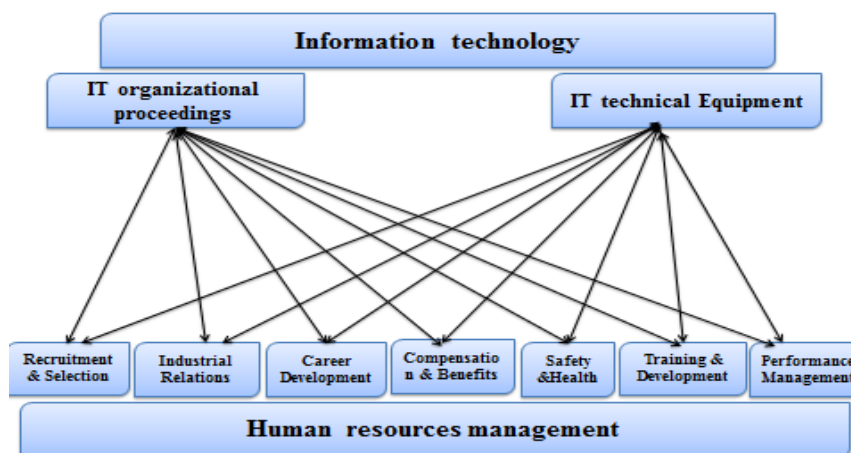 Information technology
IT organizational
proceedings
IT technical Equipment
Recruitment
& Selection
Industrial
Relations
Career
Development
Compensatio
n & Benefits
Safety
&Health
Training &
Development
Performance
Management
Human resources management